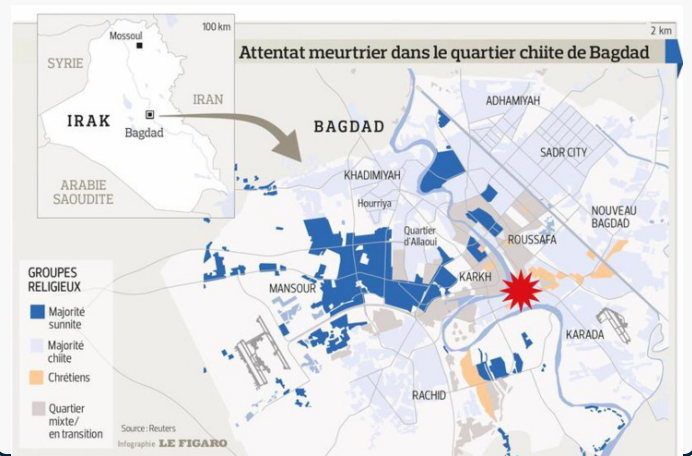 100 km
Mossoul
SYRIE
IRAN
IRAK
Bagdad
ARABIE
SAOUDITE
2 km
Attentat meurtrier dans le quartier chiite de Bagdad
BAGDAD
ADHAMIYAH
SADR CITY
KHADIMIYAH
Hourriya
NOUVEAU
BAGDAD
Quartier
d'Allaoui
ROUSSAFA
KARKH
MANSOUR
KARADA
RACHID
GROUPES
RELIGIEUX
Majorité
sunnite
Majorité
chiite
Chrétiens
Quartier
mixte/
en transition
Source : Reuters
Infographie LE FIGARO